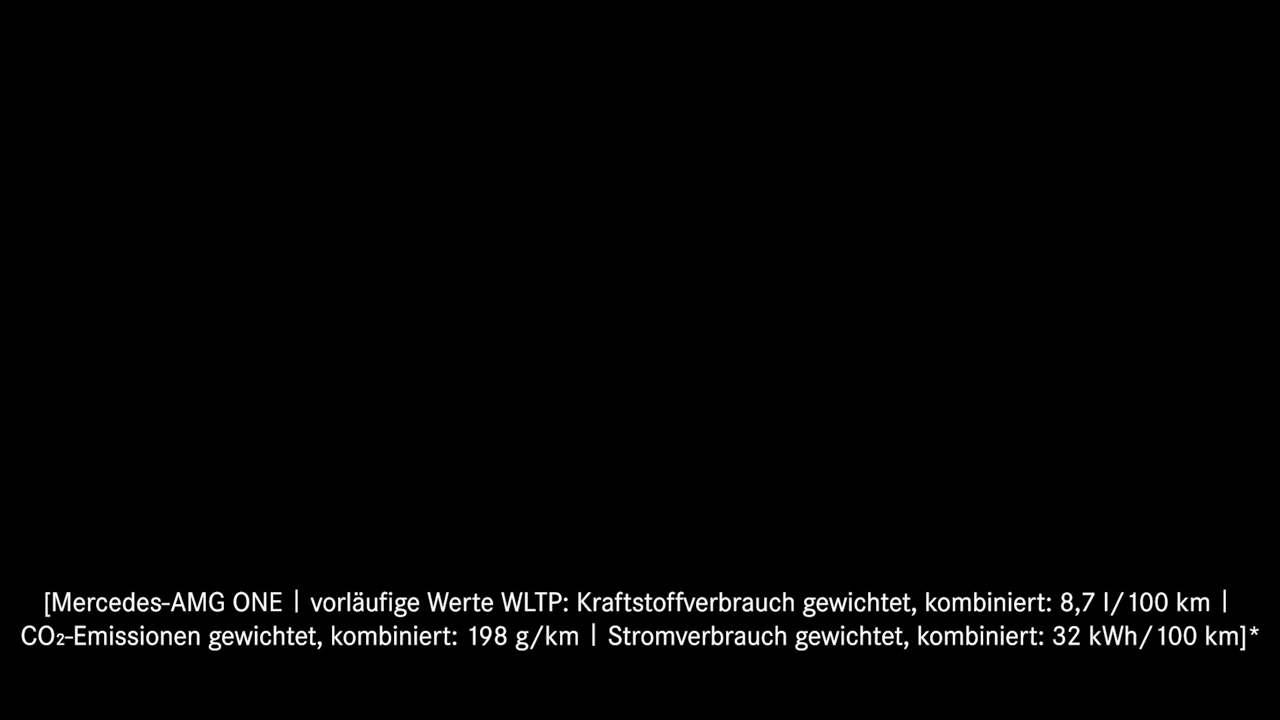 [Mercedes-AMG ONE | vorläufige Werte WLTP: Kraftstoffverbrauch gewichtet, kombiniert: 8,7 l/100 km |
CO₂-Emissionen gewichtet, kombiniert: 198 g/km | Stromverbrauch gewichtet, kombiniert: 32 kWh/100 km]*